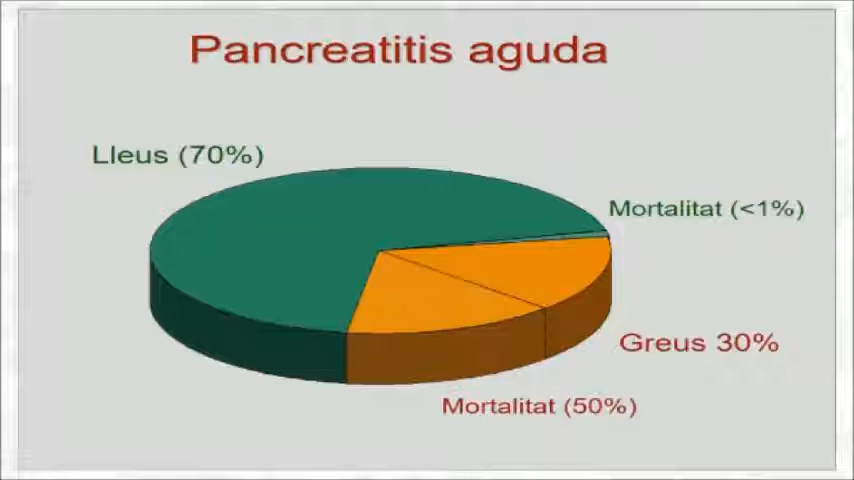 Pancreatitis aguda
Lleus (70%)
Mortalitat (<1%)
Greus 30%
Mortalitat (50%)